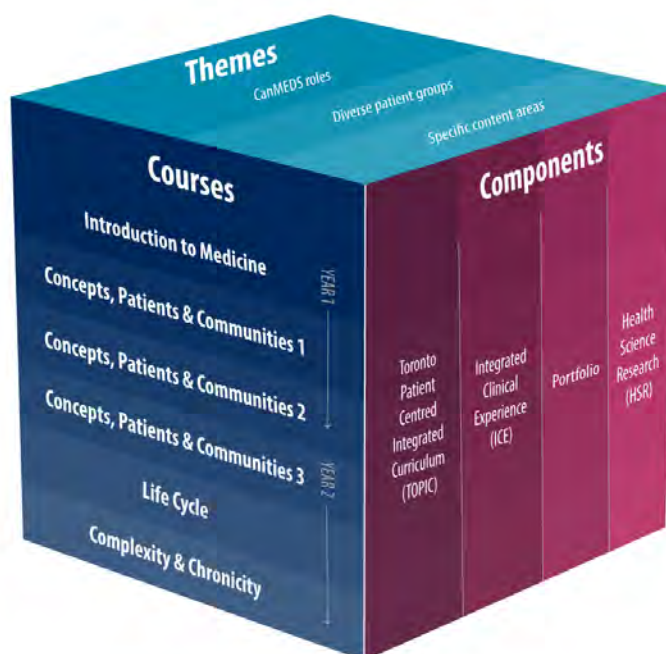 Themes
CanMEDS roles
Diverse patient groups
Specific content areas
Courses
Introduction to Medicine
Concepts, Patients & Communities 1
Concepts, Patients & Communities 2
Concepts, Patients & Communities 3
Life Cycle
Complexity & Chronicity
YEAR 1
YEAR 2
Components
Toronto
Patient
Centred
Integrated
Curriculum
(TOPIC)
Integrated
Clinical
Experience
(ICE)
Portfolio
Health
Science
Research
(HSR)